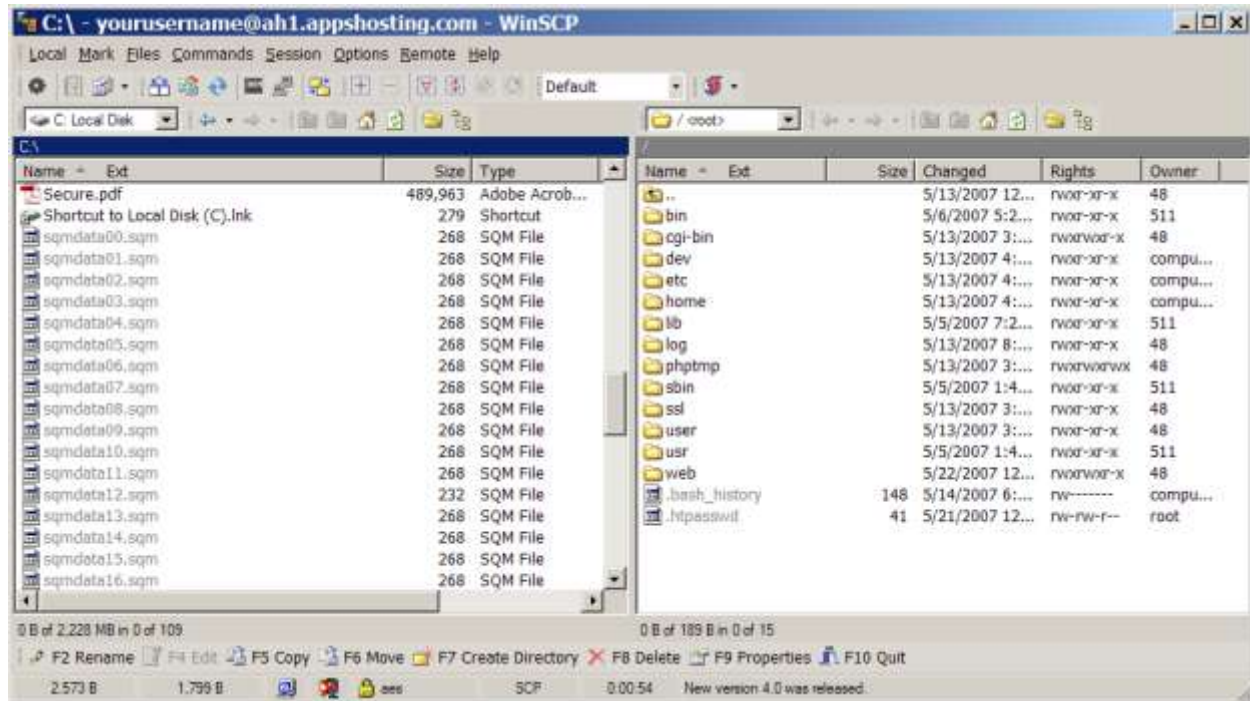 C:\ - yourusername@ah1.appshosting.com - WinSCP
Local Mark Files Commands Session Options Remote Help
Default
C: Local Disk / <root>
C:\ /
Name Ext Size Type Name Ext Size Changed Rights Owner
Secure.pdf 489,963 Adobe Acrob... .. 5/13/2007 12... rwxr-xr-x 48
Shortcut to Local Disk (C).lnk 279 Shortcut bin 5/6/2007 5:2... rwxr-xr-x 511
sqmdata00.sqm 268 SQM File cgi-bin 5/13/2007 3:... rwxrwxr-x 48
sqmdata01.sqm 268 SQM File dev 5/13/2007 4:... rwxr-xr-x compu...
sqmdata02.sqm 268 SQM File etc 5/13/2007 4:... rwxr-xr-x compu...
sqmdata03.sqm 268 SQM File home 5/13/2007 4:... rwxr-xr-x compu...
sqmdata04.sqm 268 SQM File lib 5/5/2007 7:2... rwxr-xr-x 511
sqmdata05.sqm 268 SQM File log 5/13/2007 8:... rwxr-xr-x 48
sqmdata06.sqm 268 SQM File phptmp 5/13/2007 3:... rwxrwxrwx 48
sqmdata07.sqm 268 SQM File sbin 5/5/2007 1:4... rwxr-xr-x 511
sqmdata08.sqm 268 SQM File ssl 5/13/2007 3:... rwxr-xr-x 48
sqmdata09.sqm 268 SQM File user 5/13/2007 3:... rwxr-xr-x 48
sqmdata10.sqm 268 SQM File usr 5/5/2007 1:4... rwxr-xr-x 511
sqmdata11.sqm 268 SQM File web 5/22/2007 12... rwxrwxr-x 48
sqmdata12.sqm 232 SQM File .bash_history 148 5/14/2007 6:... rw------- compu...
sqmdata13.sqm 268 SQM File .htpasswd 41 5/21/2007 12... rw-rw-r-- root
sqmdata14.sqm 268 SQM File
sqmdata15.sqm 268 SQM File
sqmdata16.sqm 268 SQM File
0 B of 2,228 MB in 0 of 109 0 B of 189 B in 0 of 15
F2 Rename F4 Edit F5 Copy F6 Move F7 Create Directory F8 Delete F9 Properties F10 Quit
2.573 B 1.799 B aes SCP 0:00:54 New version 4.0 was released.